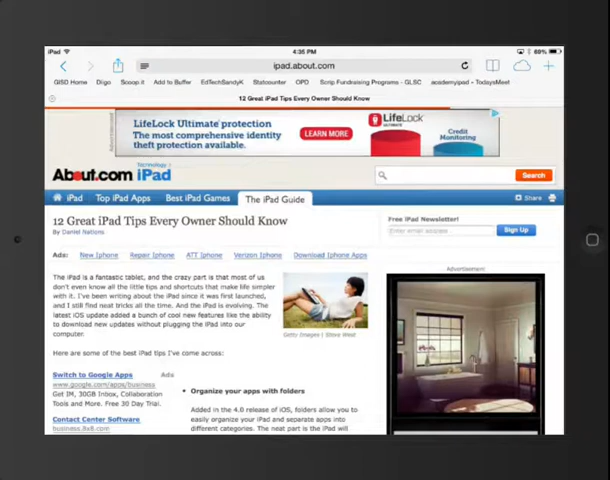 iPad 4:35 PM 69%
ipad.about.com
GISD Home Diigo Scoop.it Add to Buffer EdTechSandyK Statcounter OPD Scrip Fundraising Programs - GLSC academyipad - TodaysMeet
12 Great iPad Tips Every Owner Should Know
Advertisement
LifeLock Ultimate protection
The most comprehensive identity
theft protection available.
LEARN MORE
LifeLock
ULTIMATE
Credit
Monitoring
Technology
About.com iPad
Search
iPad Top iPad Apps Best iPad Games The iPad Guide
Share
12 Great iPad Tips Every Owner Should Know
By Daniel Nations
Free iPad Newsletter!
Enter email address Sign Up
Ads: New Iphone Repair Iphone ATT Iphone Verizon Iphone Download Iphone Apps
Advertisement
The iPad is a fantastic tablet, and the crazy part is that most of us
don't even know all the little tips and shortcuts that make life simpler
with it. I've been writing about the iPad since it was first launched,
and I still find neat tricks all the time. And the iPad is evolving. The
latest iOS update added a bunch of cool new features like the ability
to download new updates without plugging the iPad into our
computer.
Getty Images | Steve West
Here are some of the best iPad tips I've come across:
Switch to Google Apps Ads
www.google.com/apps/business
Get IM, 30GB Inbox, Collaboration
Tools and More. Free 30 Day Trial.
Contact Center Software
business.8x8.com
Organize your apps with folders
Added in the 4.0 release of iOS, folders allow you to
easily organize your iPad and separate apps into
different categories. The neat part is the iPad will